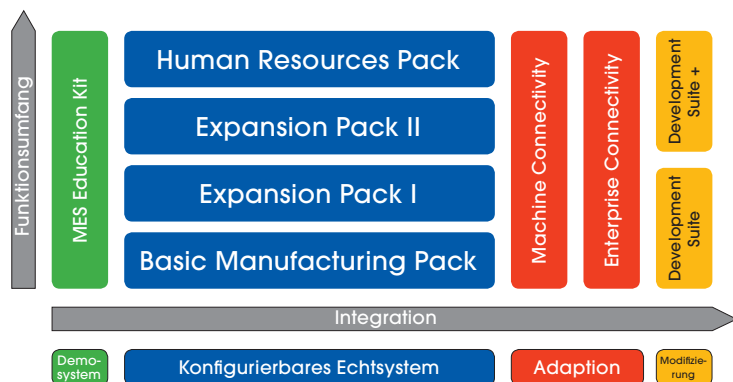 Funktionsumfang
MES Education Kit
Human Resources Pack
Expansion Pack II
Expansion Pack I
Basic Manufacturing Pack
Machine Connectivity
Enterprise Connectivity
Development
Suite +
Development
Suite
Integration
Demo-
system
Konfigurierbares Echtsystem
Adaption
Modifizie-
rung